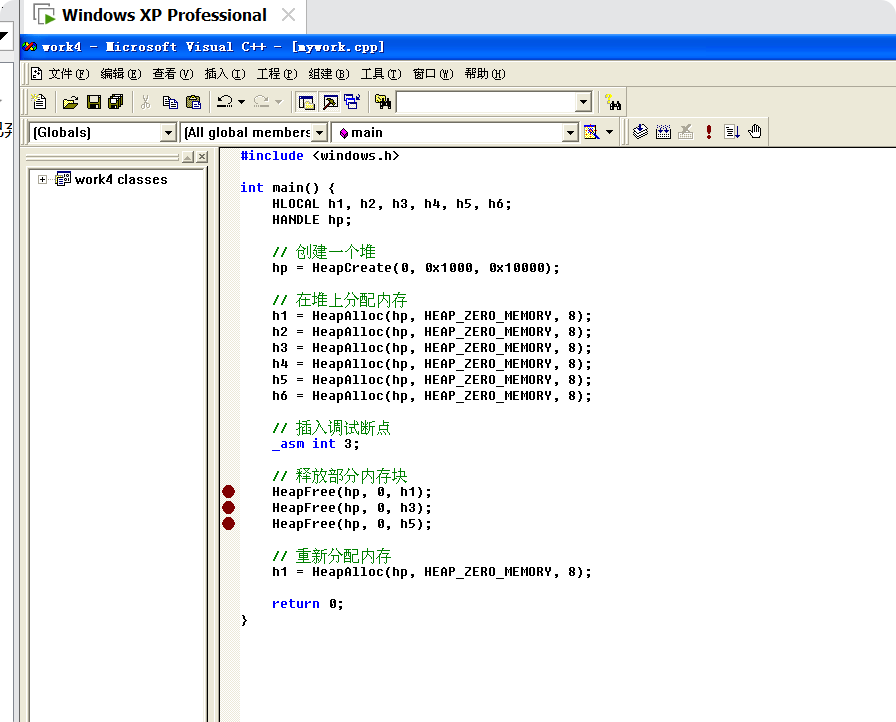 Windows XP Professional
work4 - Microsoft Visual C++ - [mywork.cpp]
文件(F) 编辑(E) 查看(V) 插入(I) 工程(P) 组建(B) 工具(T) 窗口(W) 帮助(H)
(Globals) (All global members main
work4 classes
#include <windows.h>
int main() {
HLOCAL h1, h2, h3, h4, h5, h6;
HANDLE hp;
// 创建一个堆
hp = HeapCreate(0, 0x1000, 0x10000);
// 在堆上分配内存
h1 = HeapAlloc(hp, HEAP_ZERO_MEMORY, 8);
h2 = HeapAlloc(hp, HEAP_ZERO_MEMORY, 8);
h3 = HeapAlloc(hp, HEAP_ZERO_MEMORY, 8);
h4 = HeapAlloc(hp, HEAP_ZERO_MEMORY, 8);
h5 = HeapAlloc(hp, HEAP_ZERO_MEMORY, 8);
h6 = HeapAlloc(hp, HEAP_ZERO_MEMORY, 8);
// 插入调试断点
_asm int 3;
// 释放部分内存块
HeapFree(hp, 0, h1);
HeapFree(hp, 0, h3);
HeapFree(hp, 0, h5);
// 重新分配内存
h1 = HeapAlloc(hp, HEAP_ZERO_MEMORY, 8);
return 0;
}